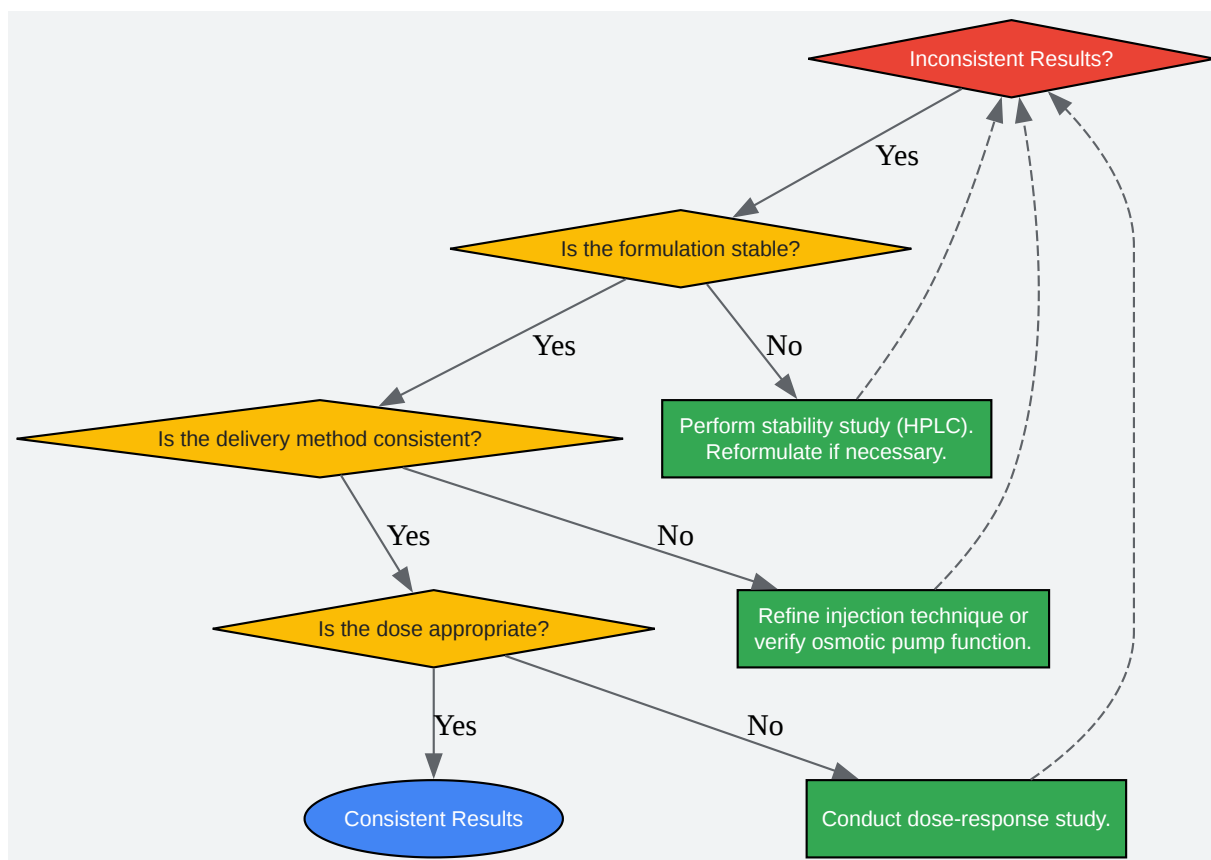 Inconsistent Results?
Yes
Is the formulation stable?
Yes
No
Is the delivery method consistent?
Perform stability study (HPLC).
Reformulate if necessary.
Yes
No
Is the dose appropriate?
Refine injection technique or
verify osmotic pump function.
Yes
No
Consistent Results
Conduct dose-response study.